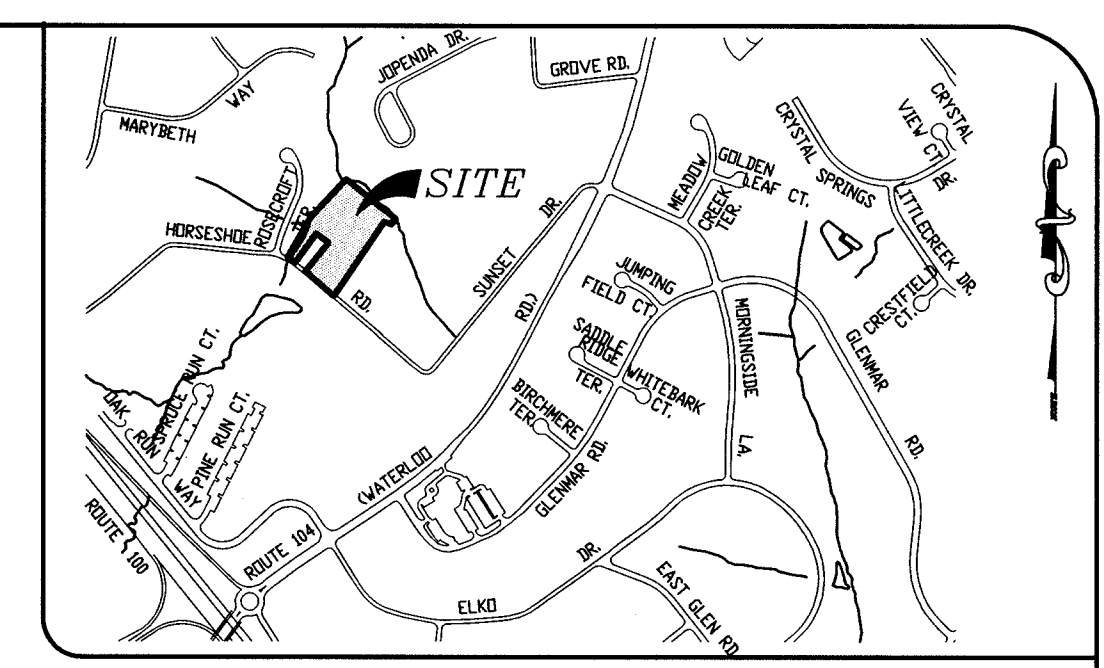 JOPENDA DR.
GROVE RD.
MARYBETH
WAY
CRYSTAL
VIEW CT.
CRYSTAL SPRINGS
DR.
MEADOW
CREEK TER.
GOLDEN
LEAF CT.
SITE
ROSECROFT
TER.
HORSESHOE
RD.
SUNSET
DR.
LITTLECREEK DR.
CRESTFIELD
CT.
JUMPING
FIELD CT.
RD.)
SADDLE
RIDGE
TER.
WHITEBARK
CT.
MORNINGSIDE
LA.
GLENMAR
RD.
BIRCHMERE
TER.
GLENMAR RD.
OAK
RUN
WAY
SPRUCE RUN CT.
PINE RUN CT.
(WATERLOO
ROUTE 100
ROUTE 104
ELKO
DR.
EAST GLEN RD.